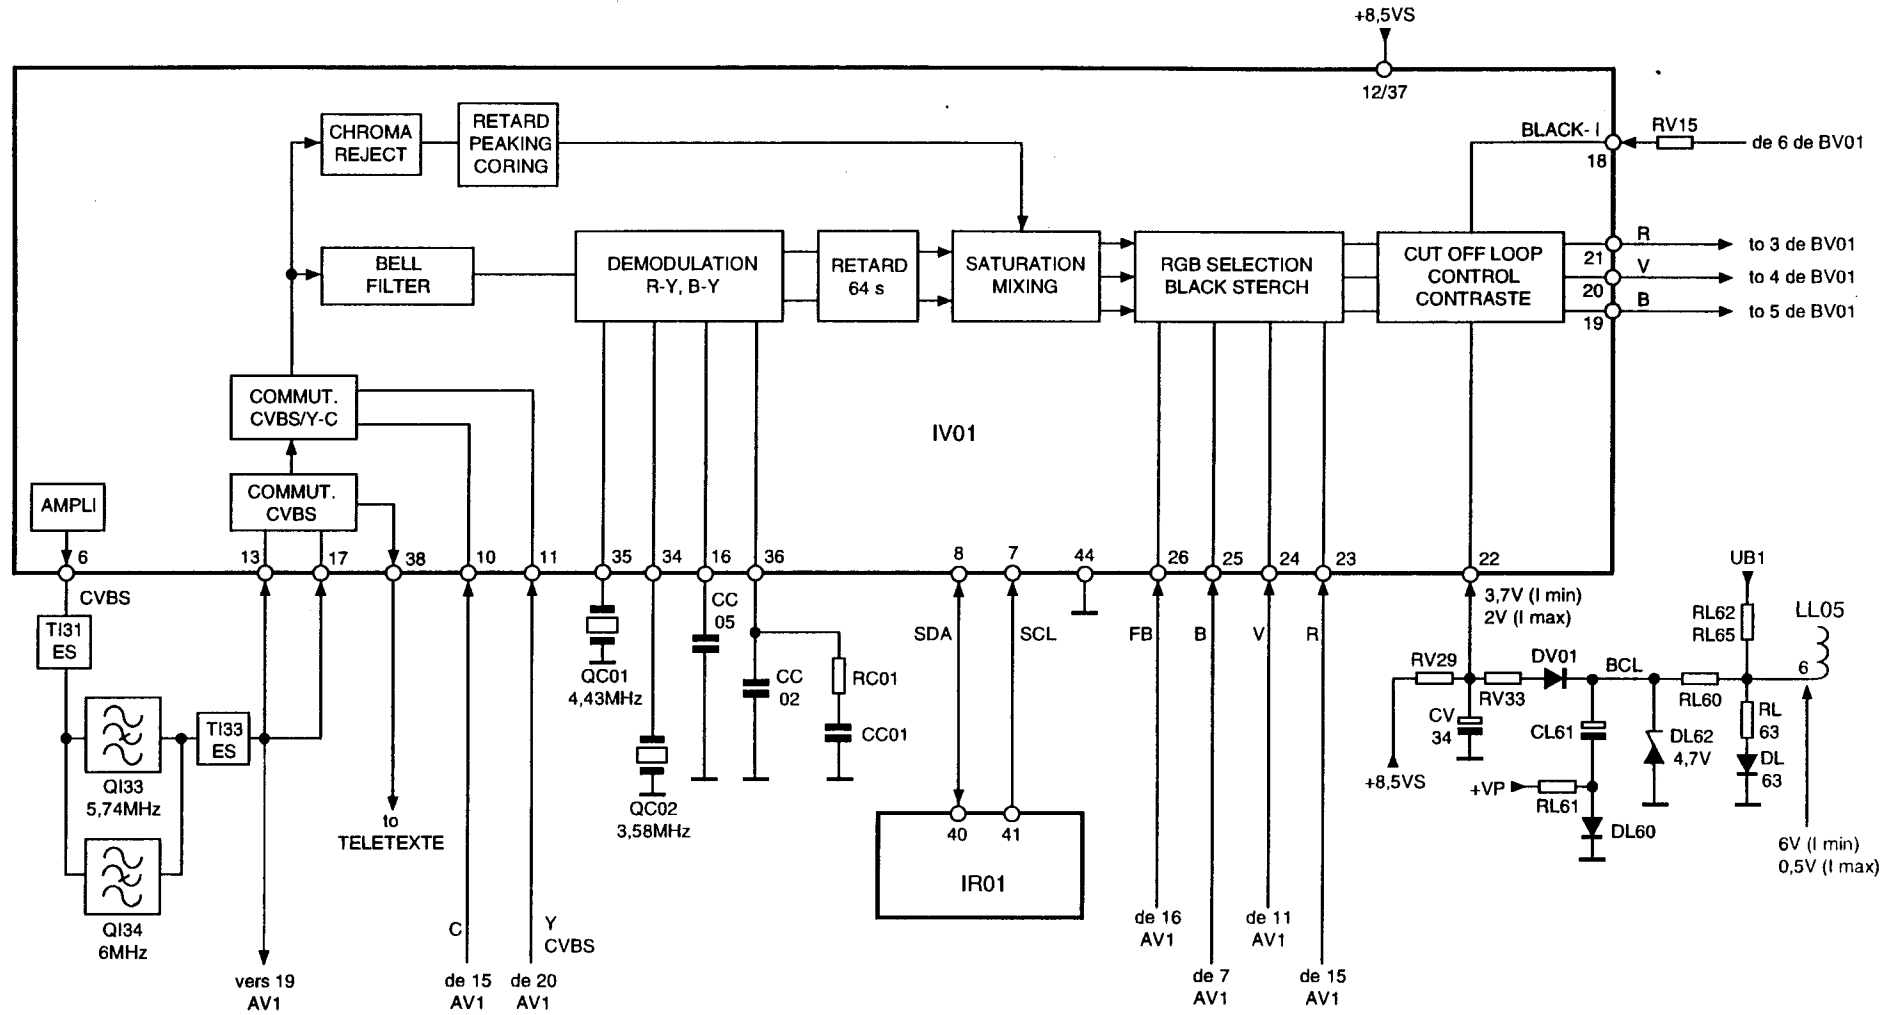 +8,5VS
12/37
CHROMA
REJECT
RETARD
PEAKING
CORING
BLACK- I
18
RV15
de 6 de BV01
BELL
FILTER
DEMODULATION
R-Y, B-Y
RETARD
64 s
SATURATION
MIXING
RGB SELECTION
BLACK STERCH
CUT OFF LOOP
CONTROL
CONTRASTE
R
21
to 3 de BV01
V
20
to 4 de BV01
B
19
to 5 de BV01
COMMUT.
CVBS/Y-C
IV01
COMMUT.
CVBS
AMPLI
6
13
17
38
10
11
35
34
16
36
8
7
44
26
25
24
23
22
CVBS
TI31
ES
QI33
5,74MHz
TI33
ES
QI34
6MHz
vers 19
AV1
to
TELETEXTE
C
de 15
AV1
Y
CVBS
de 20
AV1
QC01
4,43MHz
QC02
3,58MHz
CC
05
CC
02
RC01
CC01
SDA
SCL
40
41
IR01
FB
B
V
R
de 16
AV1
de 7
AV1
de 11
AV1
de 15
AV1
3,7V (I min)
2V (I max)
RV29
RV33
DV01
BCL
CV
34
+8,5VS
CL61
+VP
RL61
DL60
DL62
4,7V
RL60
UB1
RL62
RL65
LL05
6
RL
63
DL
63
6V (I min)
0,5V (I max)